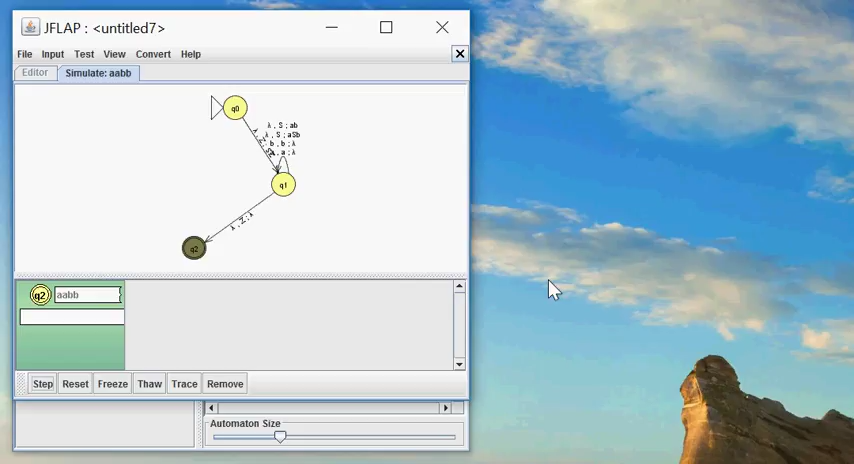 JFLAP : <untitled7>
File Input Test View Convert Help
Editor Simulate: aabb
q0
λ , S ; ab
λ , S ; aSb
b , b ; λ
a , a ; λ
q1
λ , Z ; λ
q2
q2 aabb
Step Reset Freeze Thaw Trace Remove
Automaton Size